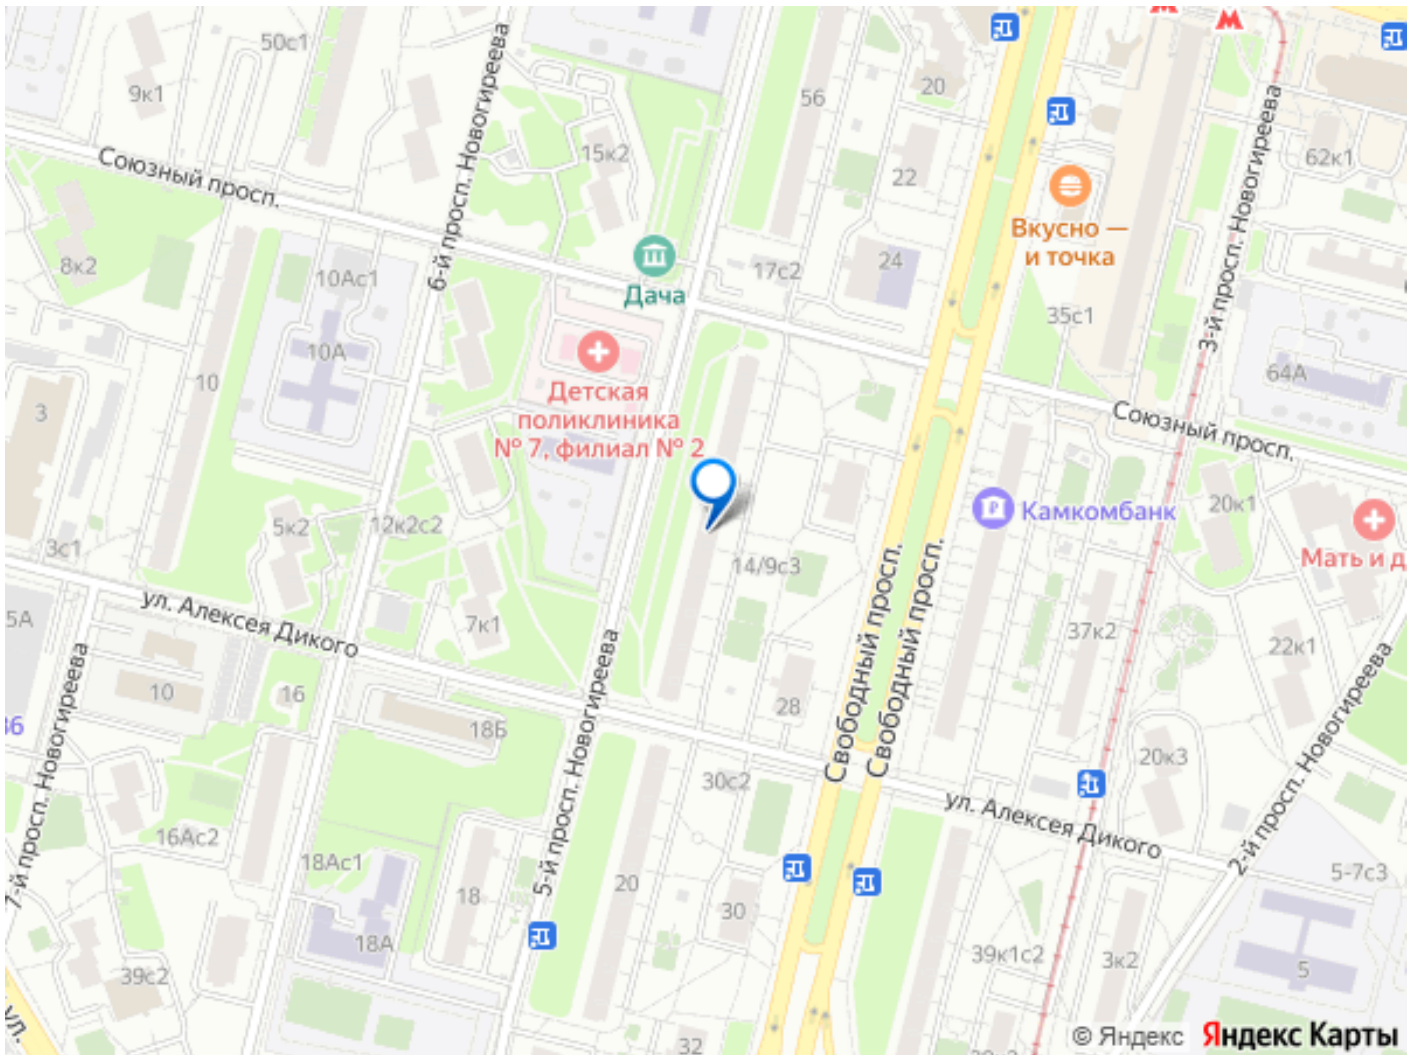 50с1
9к1
56
20
15к2
22
62к1
Союзный просп.
6-й просп. Новогиреева
3-й просп. Новогиреева
Вкусно —
и точка
8к2
10Ас1
Дача
17с2
24
35с1
10А
10
3
64А
Детская
поликлиника
№ 7, филиал № 2
Союзный просп.
Камкомбанк
20к1
Мать и д
5к2
12к2с2
3с1
14/9с3
ул. Алексея Дикого
5А
7к1
37к2
22к1
10
16
28
18Б
Свободный просп.
Свободный просп.
7-й просп. Новогиреева
5-й просп. Новогиреева
2-й просп. Новогиреева
30с2
20к3
ул. Алексея Дикого
16Ас2
18Ас1
18
20
30
5-7с3
18А
39с2
39к1с2
3к2
5
ул.
32
© Яндекс Яндекс Карты